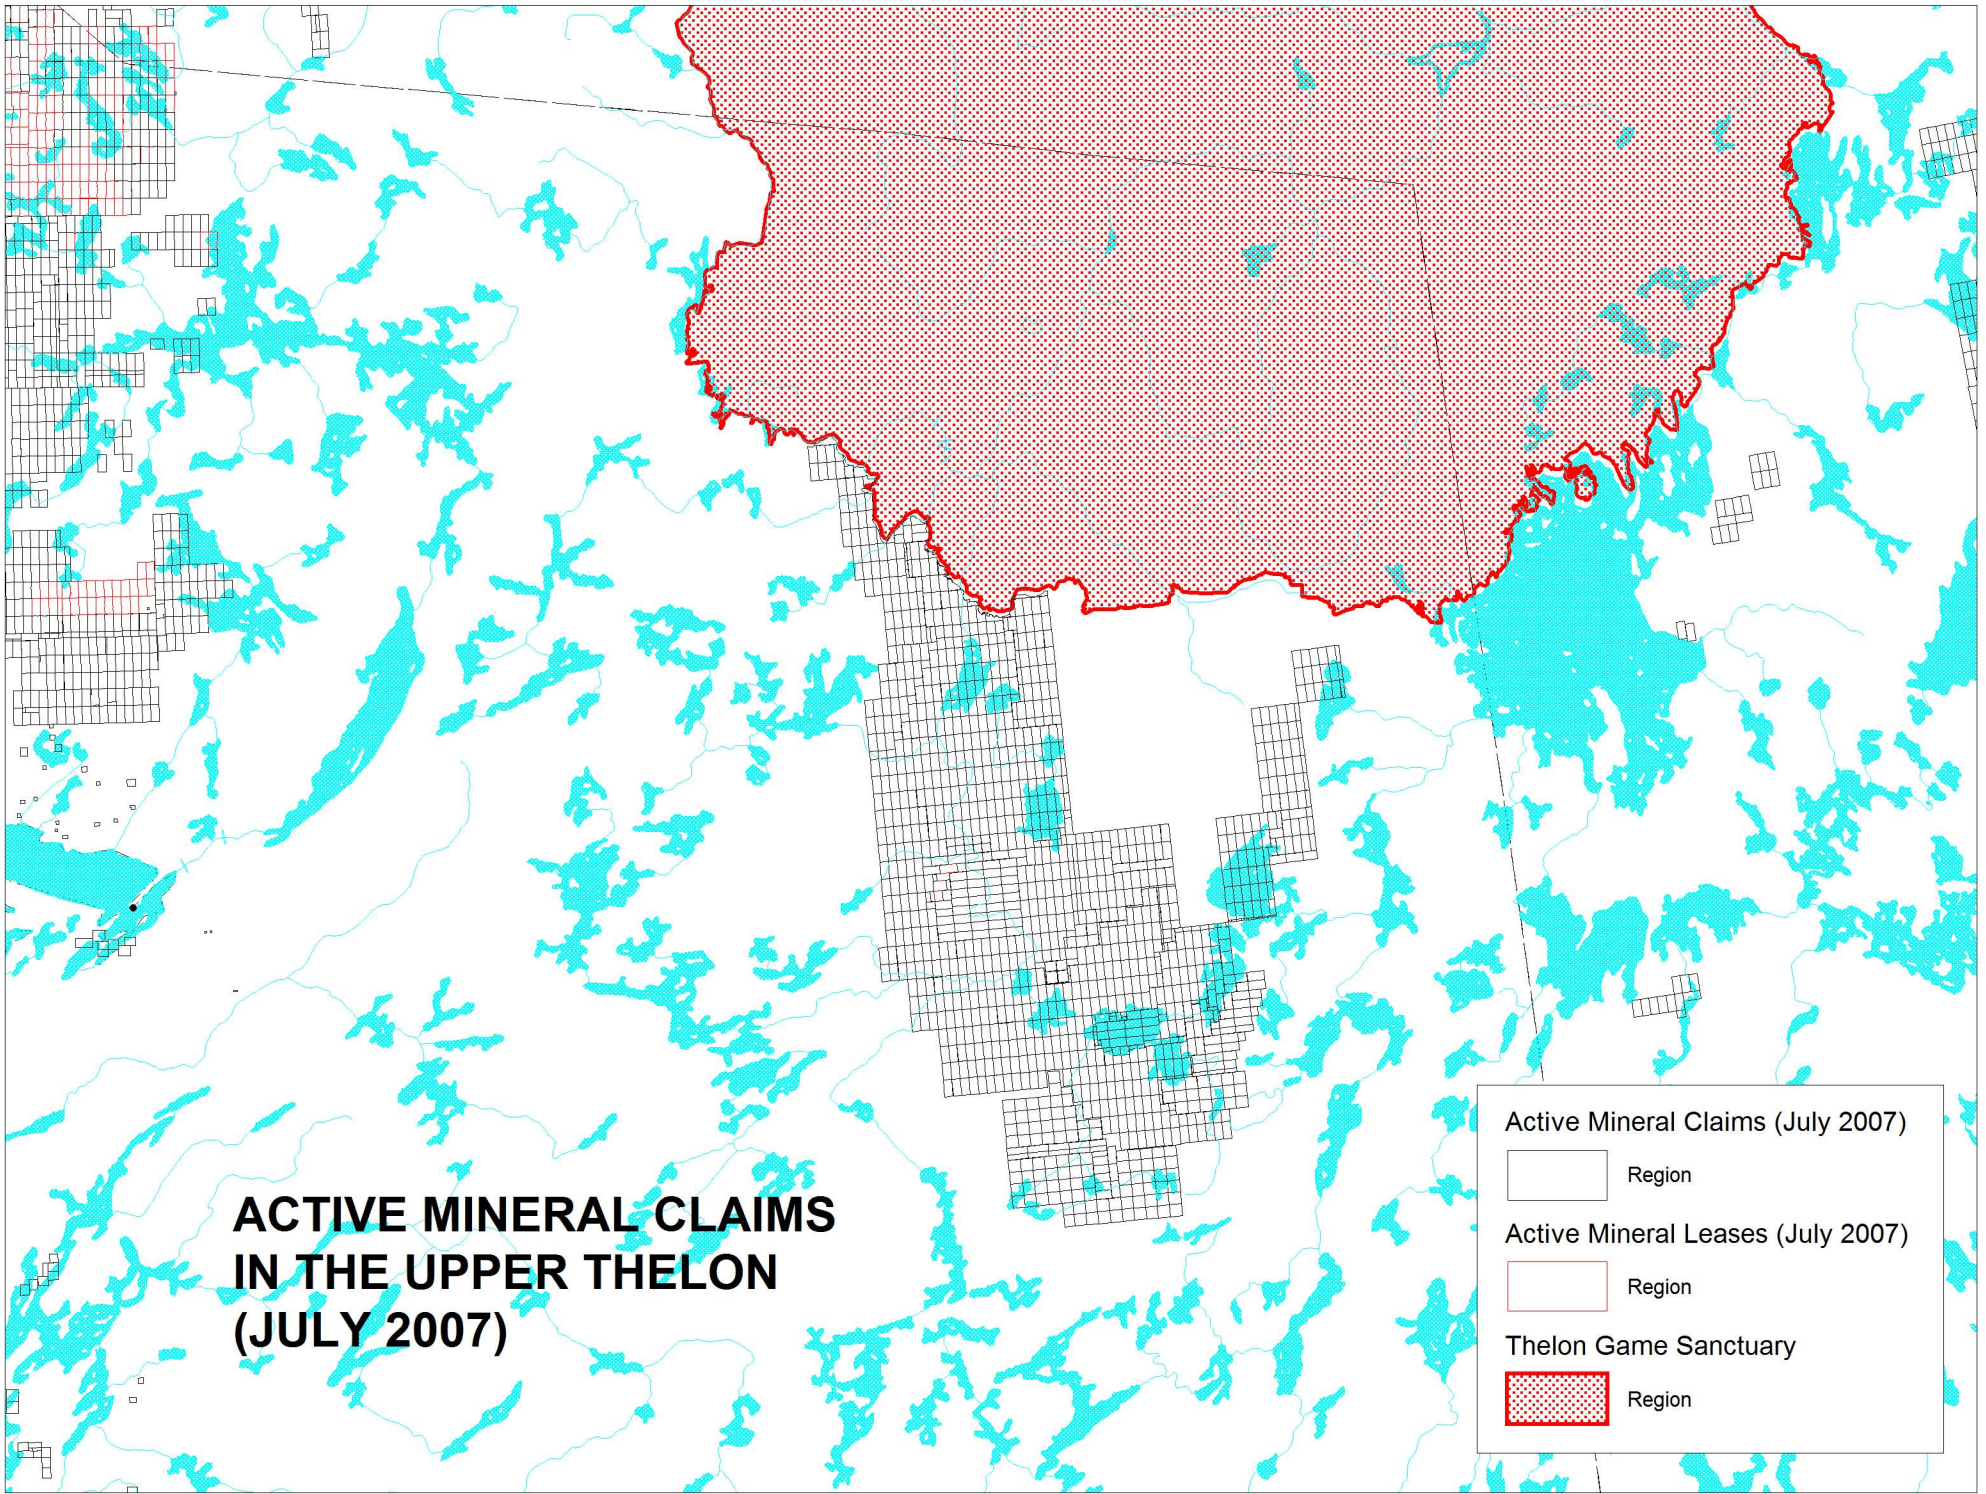 ACTIVE MINERAL CLAIMS
IN THE UPPER THELON
(JULY 2007)
Active Mineral Claims (July 2007)
Region
Active Mineral Leases (July 2007)
Region
Thelon Game Sanctuary
Region